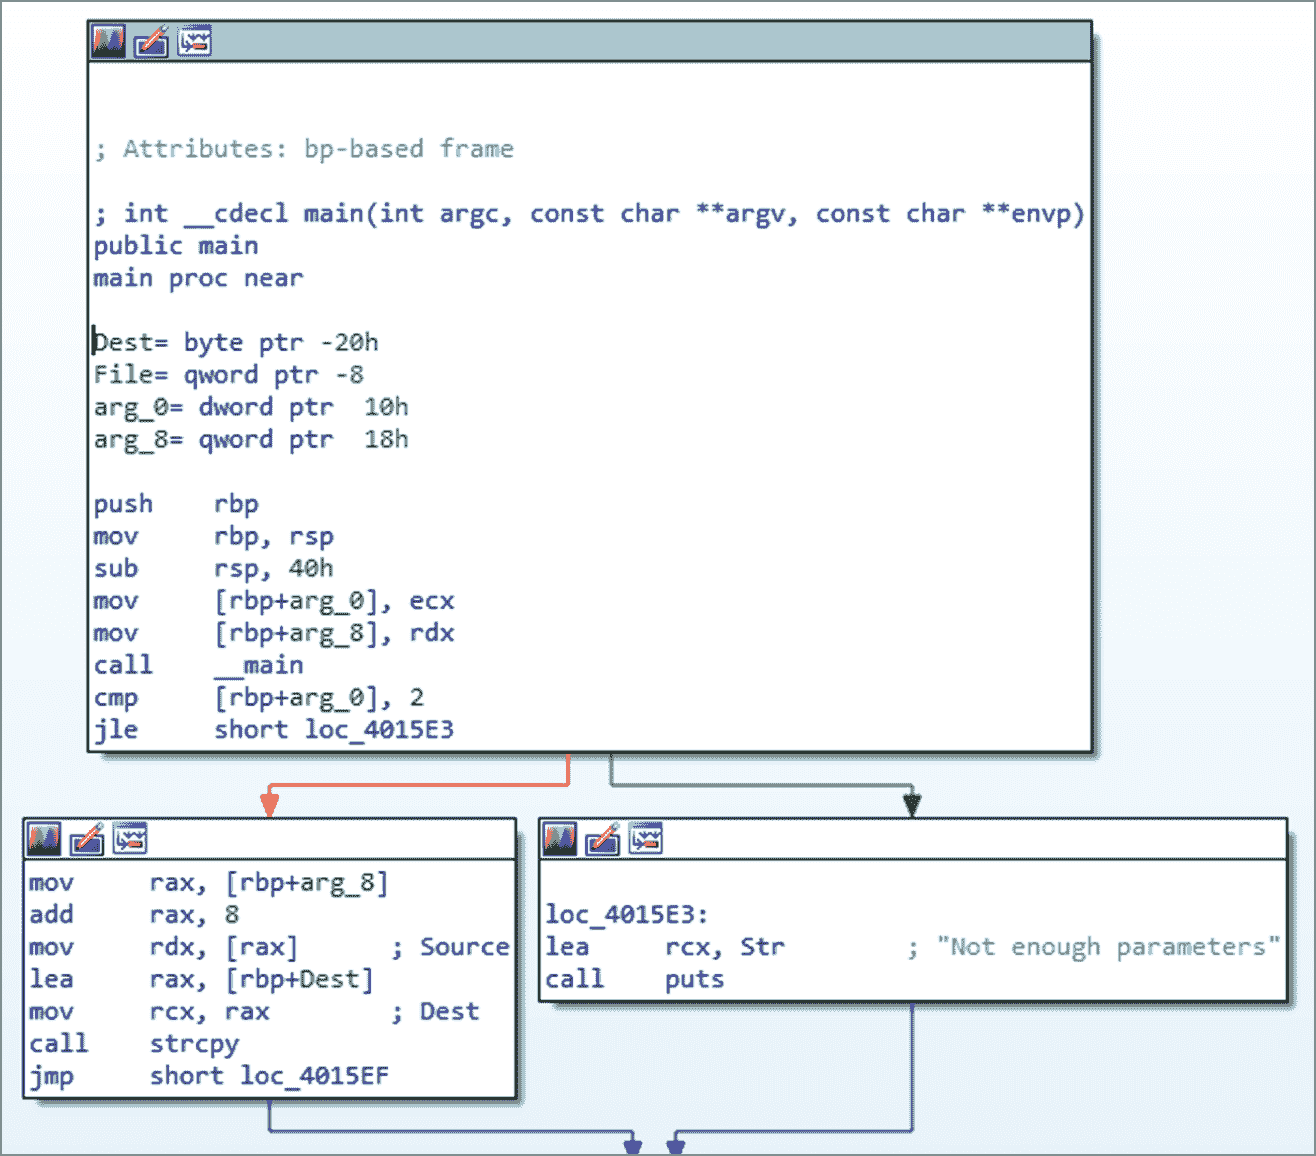 ; Attributes: bp-based frame
; int __cdecl main(int argc, const char **argv, const char **envp)
public main
main proc near
Dest= byte ptr -20h
File= qword ptr -8
arg_0= dword ptr  10h
arg_8= qword ptr  18h
push    rbp
mov     rbp, rsp
sub     rsp, 40h
mov     [rbp+arg_0], ecx
mov     [rbp+arg_8], rdx
call    __main
cmp     [rbp+arg_0], 2
jle     short loc_4015E3
mov     rax, [rbp+arg_8]
add     rax, 8
mov     rdx, [rax]      ; Source
lea     rax, [rbp+Dest]
mov     rcx, rax        ; Dest
call    strcpy
jmp     short loc_4015EF
loc_4015E3:
lea     rcx, Str        ; "Not enough parameters"
call    puts